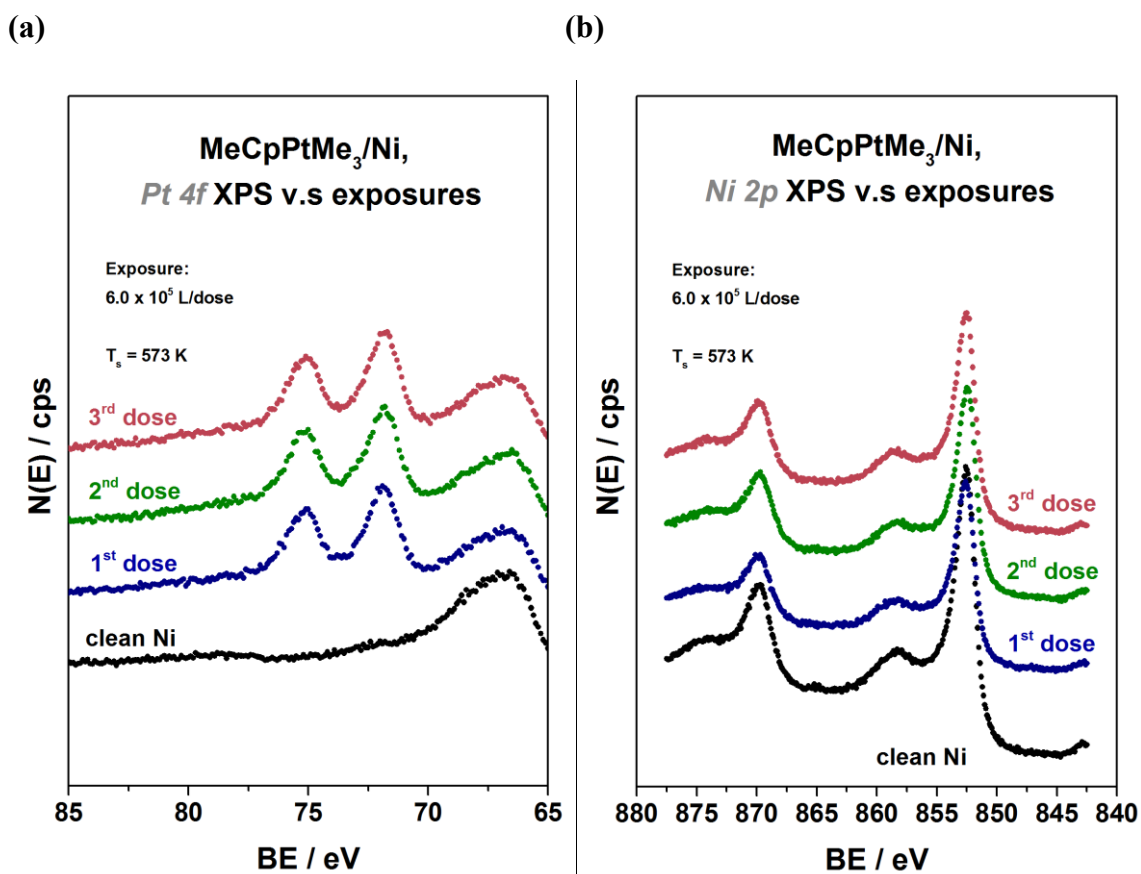 (a)
MeCpPtMe₃/Ni,
Pt 4f XPS v.s exposures
Exposure:
6.0 x 10⁵ L/dose
Tₛ = 573 K
3ʳᵈ dose
2ⁿᵈ dose
1ˢᵗ dose
clean Ni
N(E) / cps
85 80 75 70 65
BE / eV
(b)
MeCpPtMe₃/Ni,
Ni 2p XPS v.s exposures
Exposure:
6.0 x 10⁵ L/dose
Tₛ = 573 K
3ʳᵈ dose
2ⁿᵈ dose
1ˢᵗ dose
clean Ni
N(E) / cps
880 875 870 865 860 855 850 845 840
BE / eV